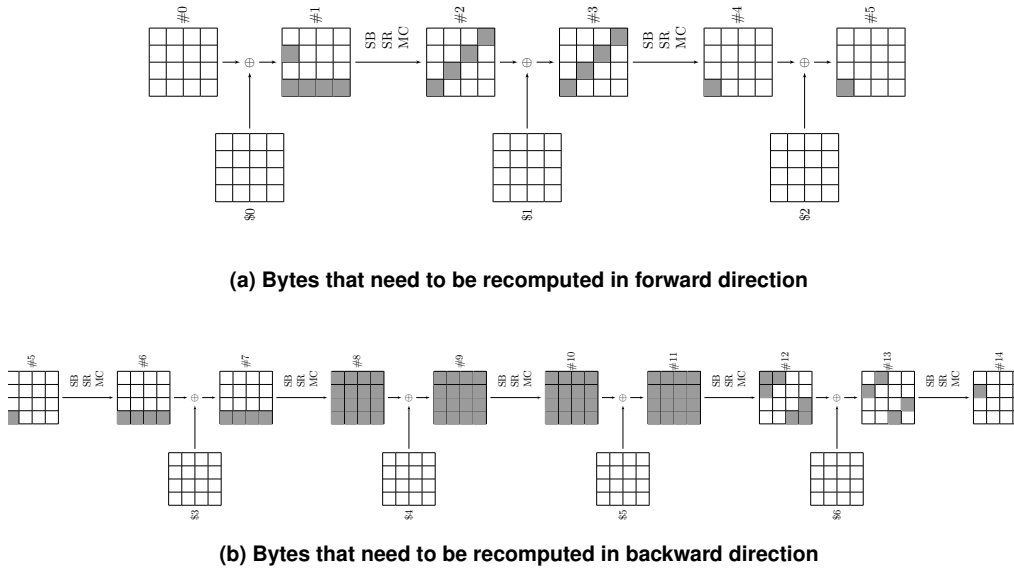 #0
#1
#2
#3
#4
#5
SB
SR
MC
SB
SR
MC
$0
$1
$2
(a) Bytes that need to be recomputed in forward direction
#5
#6
#7
#8
#9
#10
#11
#12
#13
#14
SB
SR
MC
SB
SR
MC
SB
SR
MC
SB
SR
MC
SB
SR
MC
$3
$4
$5
$6
(b) Bytes that need to be recomputed in backward direction